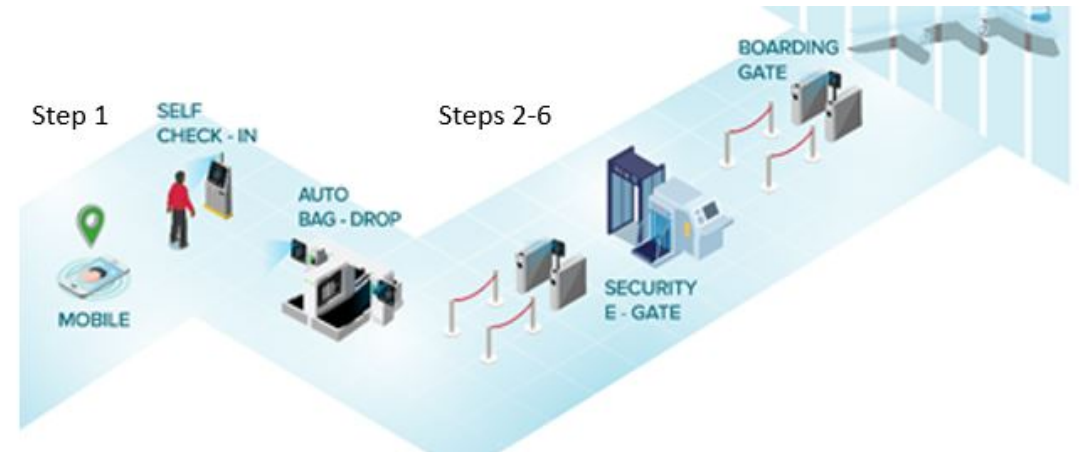 Step 1
SELF
CHECK - IN
Steps 2-6
BOARDING
GATE
AUTO
BAG - DROP
MOBILE
SECURITY
E - GATE